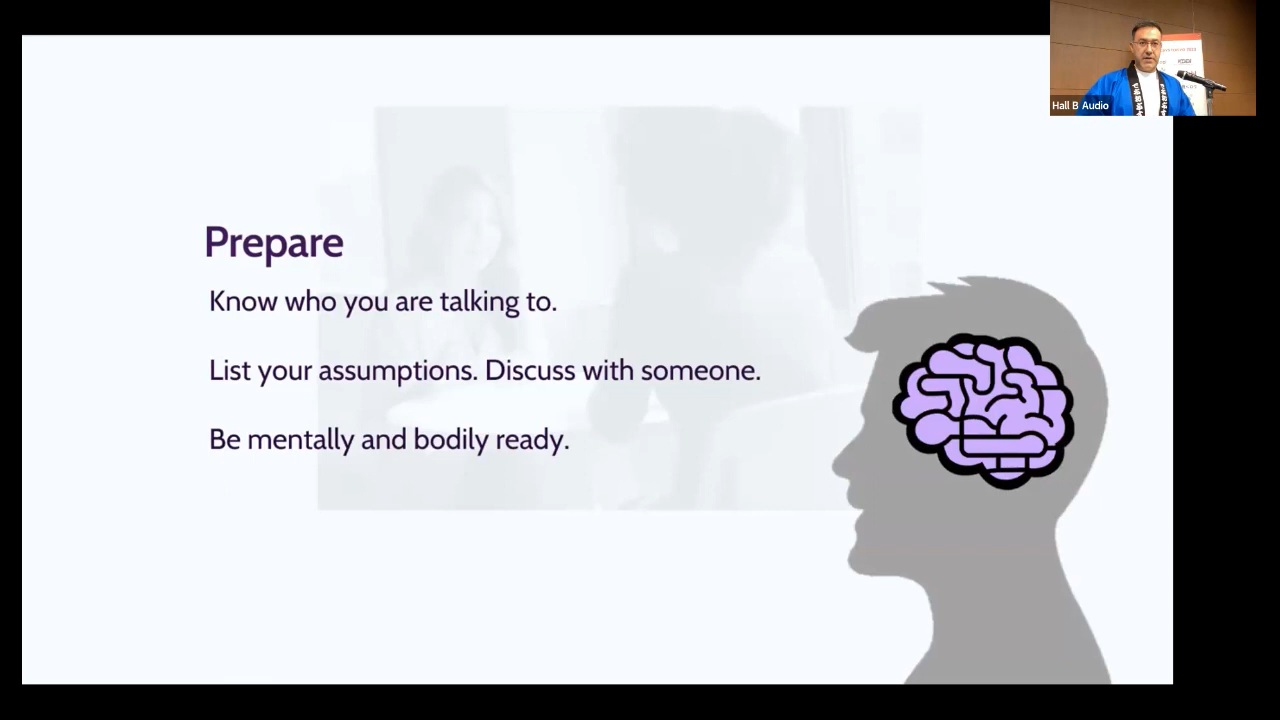 Prepare
Know who you are talking to.
List your assumptions. Discuss with someone.
Be mentally and bodily ready.
Hall B Audio